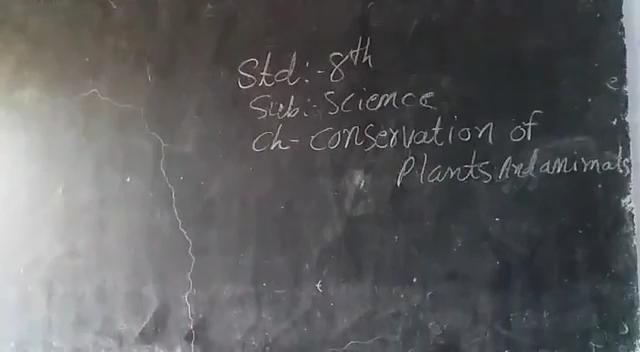 Std:-8th
Sub:-Science
Ch- Conservation of
Plants And animals